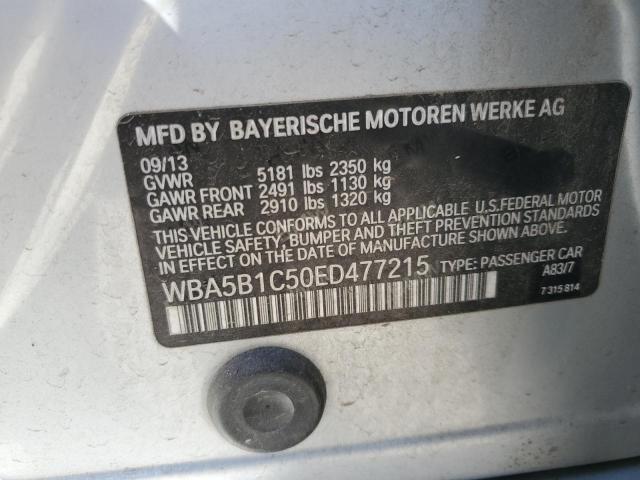 MFD BY BAYERISCHE MOTOREN WERKE AG
09/13
GVWR 5181 lbs 2350 kg
GAWR FRONT 2491 lbs 1130 kg
GAWR REAR 2910 lbs 1320 kg
THIS VEHICLE CONFORMS TO ALL APPLICABLE U.S.FEDERAL MOTOR
VEHICLE SAFETY, BUMPER AND THEFT PREVENTION STANDARDS
IN EFFECT ON THE DATE OF MANUFACTURE SHOWN ABOVE.
WBA5B1C50ED477215 TYPE: PASSENGER CAR
A83/7
7 315 814